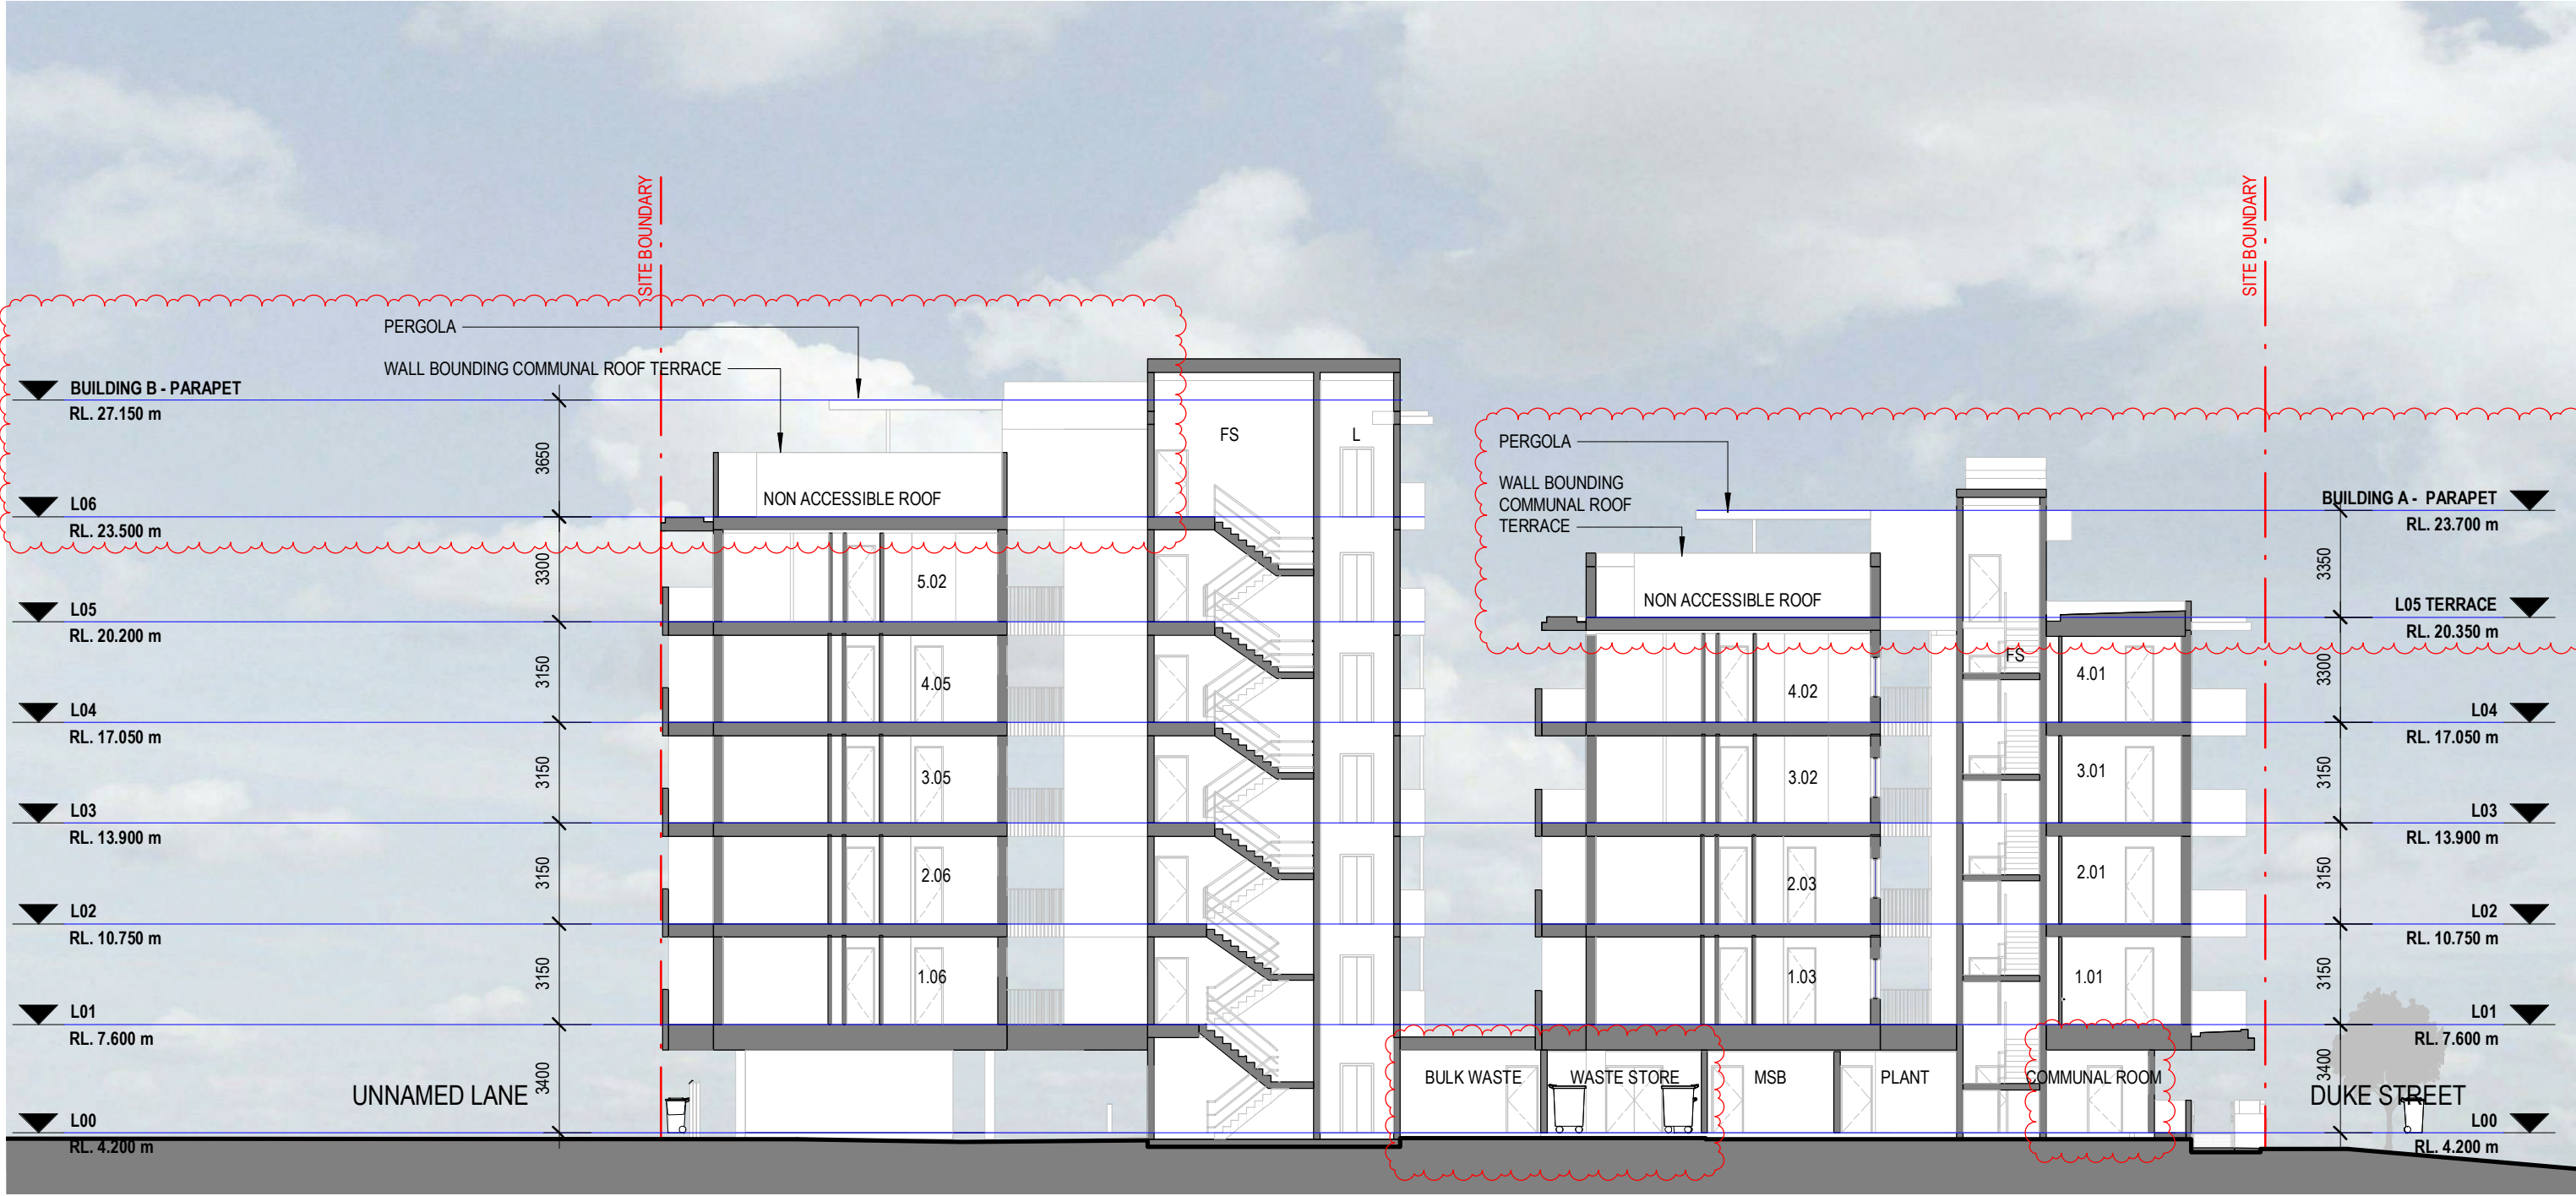 SITE BOUNDARY
SITE BOUNDARY
PERGOLA
WALL BOUNDING COMMUNAL ROOF TERRACE
BUILDING B - PARAPET
RL. 27.150 m
3650
L06
RL. 23.500 m
3300
L05
RL. 20.200 m
3150
L04
RL. 17.050 m
3150
L03
RL. 13.900 m
3150
L02
RL. 10.750 m
3150
L01
RL. 7.600 m
3400
L00
RL. 4.200 m
UNNAMED LANE
NON ACCESSIBLE ROOF
5.02
4.05
3.05
2.06
1.06
FS
L
PERGOLA
WALL BOUNDING
COMMUNAL ROOF
TERRACE
NON ACCESSIBLE ROOF
4.02
3.02
2.03
1.03
FS
4.01
3.01
2.01
1.01
BULK WASTE
WASTE STORE
MSB
PLANT
COMMUNAL ROOM
DUKE STREET
BUILDING A - PARAPET
RL. 23.700 m
3350
L05 TERRACE
RL. 20.350 m
3300
L04
RL. 17.050 m
3150
L03
RL. 13.900 m
3150
L02
RL. 10.750 m
3150
L01
RL. 7.600 m
3400
L00
RL. 4.200 m